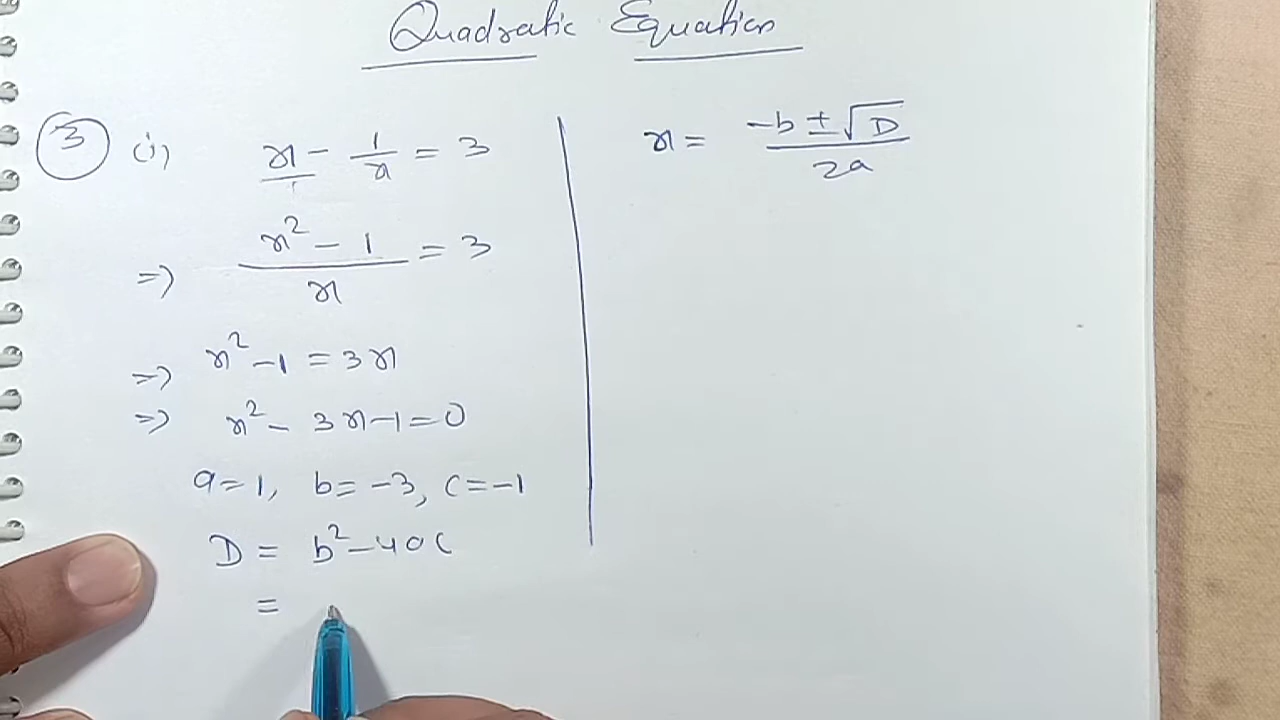 Quadratic Equation
3 (i) x - 1/x = 3
=) x² - 1 / x = 3
=) x² - 1 = 3x
=) x² - 3x - 1 = 0
a = 1, b = -3, c = -1
D = b² - 4ac
=
x = -b ± √D / 2a